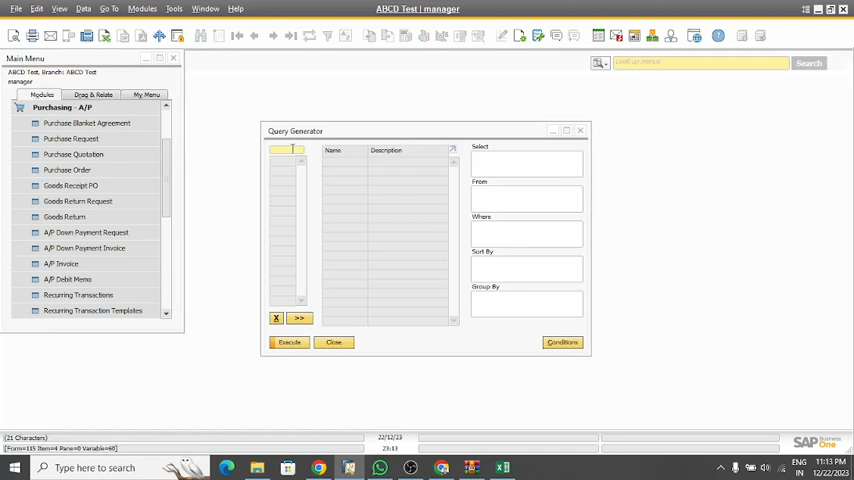 File Edit View Data Modules Tools Window Help
ABCD Test | manager
Look up menus
Search
Main Menu
ABCD Test, Branch: ABCD Test
manager
Modules Drag & Relate My Menu
Purchasing - A/P
Purchase Blanket Agreement
Purchase Request
Purchase Quotation
Purchase Order
Goods Receipt PO
Goods Return Request
Goods Return
A/P Down Payment Request
A/P Down Payment Invoice
A/P Invoice
A/P Debit Memo
Recurring Transactions
Recurring Transaction Templates
Query Generator
Name Description
Select
From
Where
Sort By
Group By
X >>
Execute Close Conditions
(21 Characters)
22/12/23
[Form=115 Item=4 Pane=0 Variable=60]
23:13
SAP Business One
Type here to search
ENG
IN
11:13 PM
12/22/2023